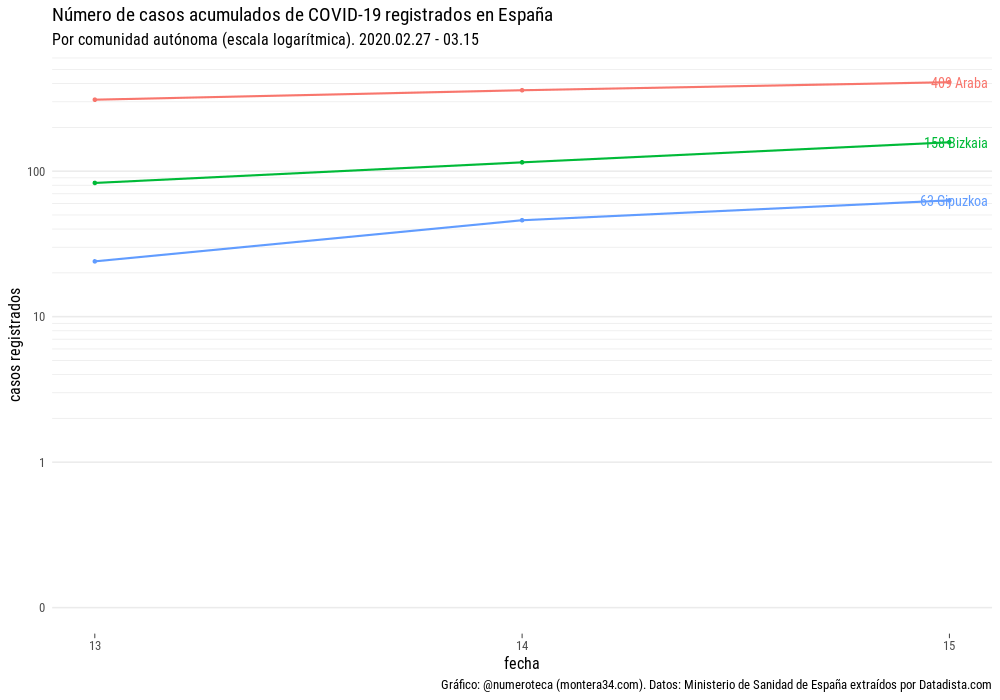 Número de casos acumulados de COVID-19 registrados en España
Por comunidad autónoma (escala logarítmica). 2020.02.27 - 03.15
409 Araba
158 Bizkaia
100
63 Gipuzkoa
10
casos registrados
1
0
13
14
15
fecha
Gráfico: @numeroteca (montera34.com). Datos: Ministerio de Sanidad de España extraídos por Datadista.com